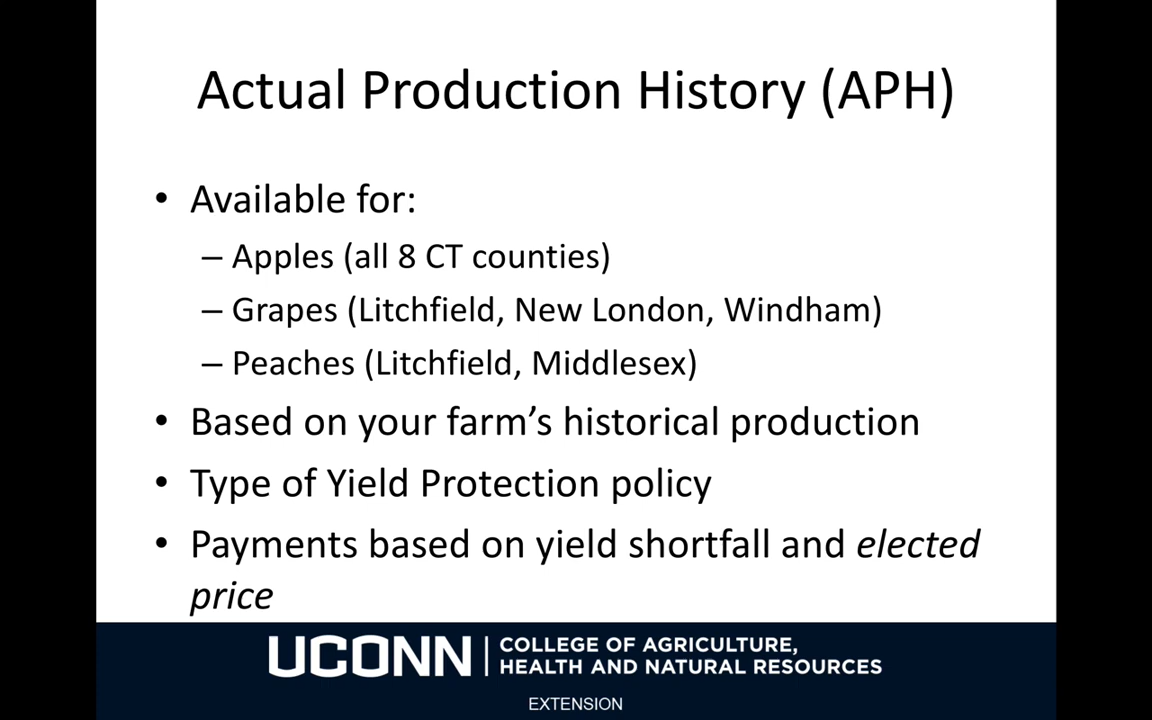 Actual Production History (APH)
• Available for:
– Apples (all 8 CT counties)
– Grapes (Litchfield, New London, Windham)
– Peaches (Litchfield, Middlesex)
• Based on your farm’s historical production
• Type of Yield Protection policy
• Payments based on yield shortfall and elected
price
UCONN
COLLEGE OF AGRICULTURE,
HEALTH AND NATURAL RESOURCES
EXTENSION